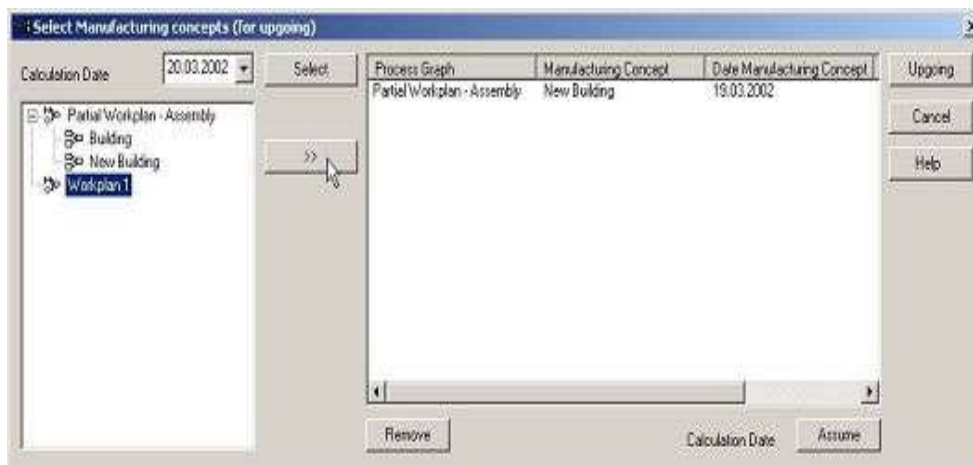 Select Manufacturing concepts (for upgoing)
Calculation Date 20.03.2002 Select
Process Graph Manufacturing Concept Date Manufacturing Concept
Upgoing
Partial Workplan - Assembly New Building 19.03.2002
Cancel
Help
Partial Workplan - Assembly
Building
New Building
Workplan 1
>>
Remove
Calculation Date Assume